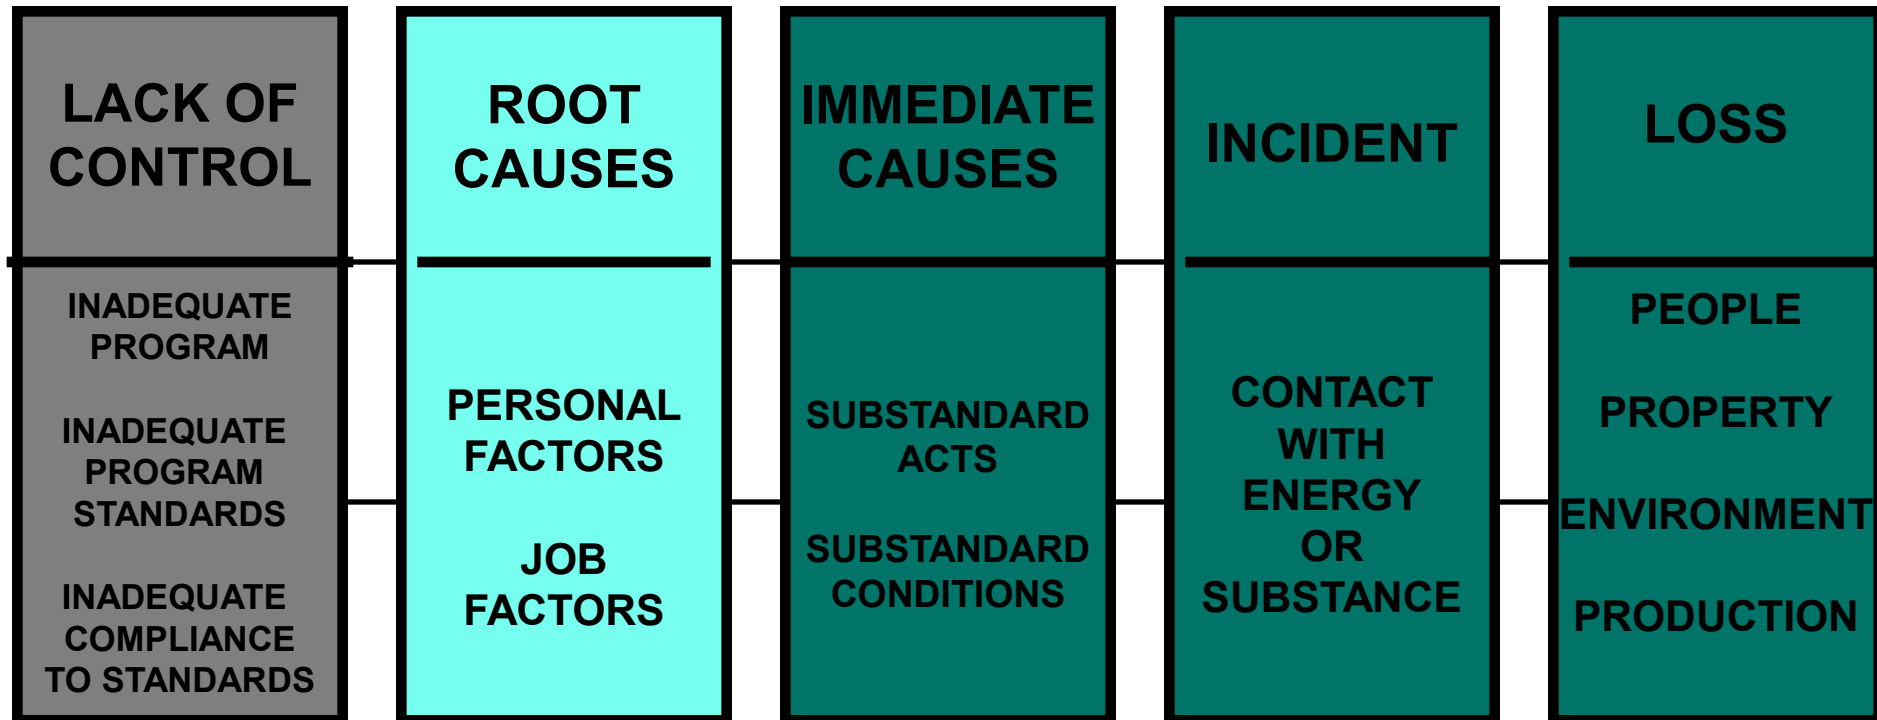 LACK OF
CONTROL
INADEQUATE
PROGRAM
INADEQUATE
PROGRAM
STANDARDS
INADEQUATE
COMPLIANCE
TO STANDARDS
ROOT
CAUSES
PERSONAL
FACTORS
JOB
FACTORS
IMMEDIATE
CAUSES
SUBSTANDARD
ACTS
SUBSTANDARD
CONDITIONS
INCIDENT
CONTACT
WITH
ENERGY
OR
SUBSTANCE
LOSS
PEOPLE
PROPERTY
ENVIRONMENT
PRODUCTION